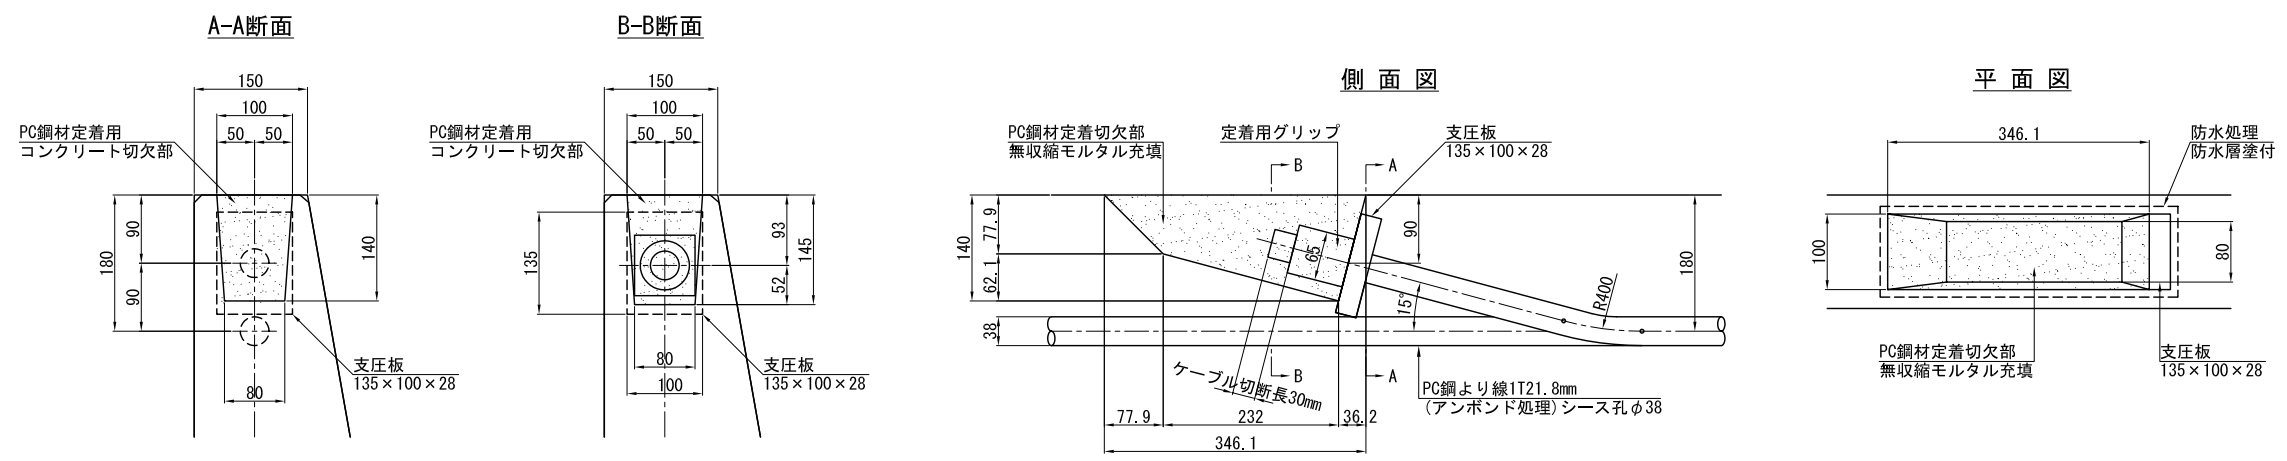 A-A断面
150
100
50
50
PC鋼材定着用
コンクリート切欠部
180
90
90
140
80
支圧板
135×100×28
B-B断面
150
100
50
50
PC鋼材定着用
コンクリート切欠部
135
93
52
145
80
100
支圧板
135×100×28
側面図
PC鋼材定着切欠部
無収縮モルタル充填
定着用グリップ
支圧板
135×100×28
B
A
140
77.9
62.1
38
65
90
180
15°
R400
ケーブル切断長30mm
B
A
PC鋼より線1T21.8mm
(アンボンド処理)シース孔φ38
77.9
232
36.2
346.1
平面図
346.1
防水処理
防水層塗付
100
80
PC鋼材定着切欠部
無収縮モルタル充填
支圧板
135×100×28